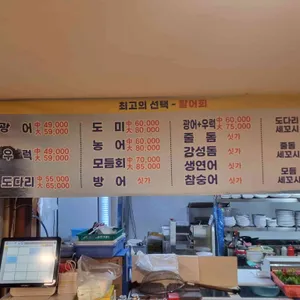 최고의 선택 - 활어회
광 어 中 49,000 大 59,000
우 럭 中 49,000 大 59,000
도다리 中 55,000 大 65,000
도 미 中 60,000 大 80,000
농 어 中 60,000 大 80,000
모듬회 中 70,000 大 85,000
방 어 싯가
광어+우럭 中 60,000 大 75,000
줄 돔 싯가
감성돔 싯가
생연어 싯가
참숭어 싯가
도다리 세꼬시
줄돔 세꼬시
모듬 세꼬시